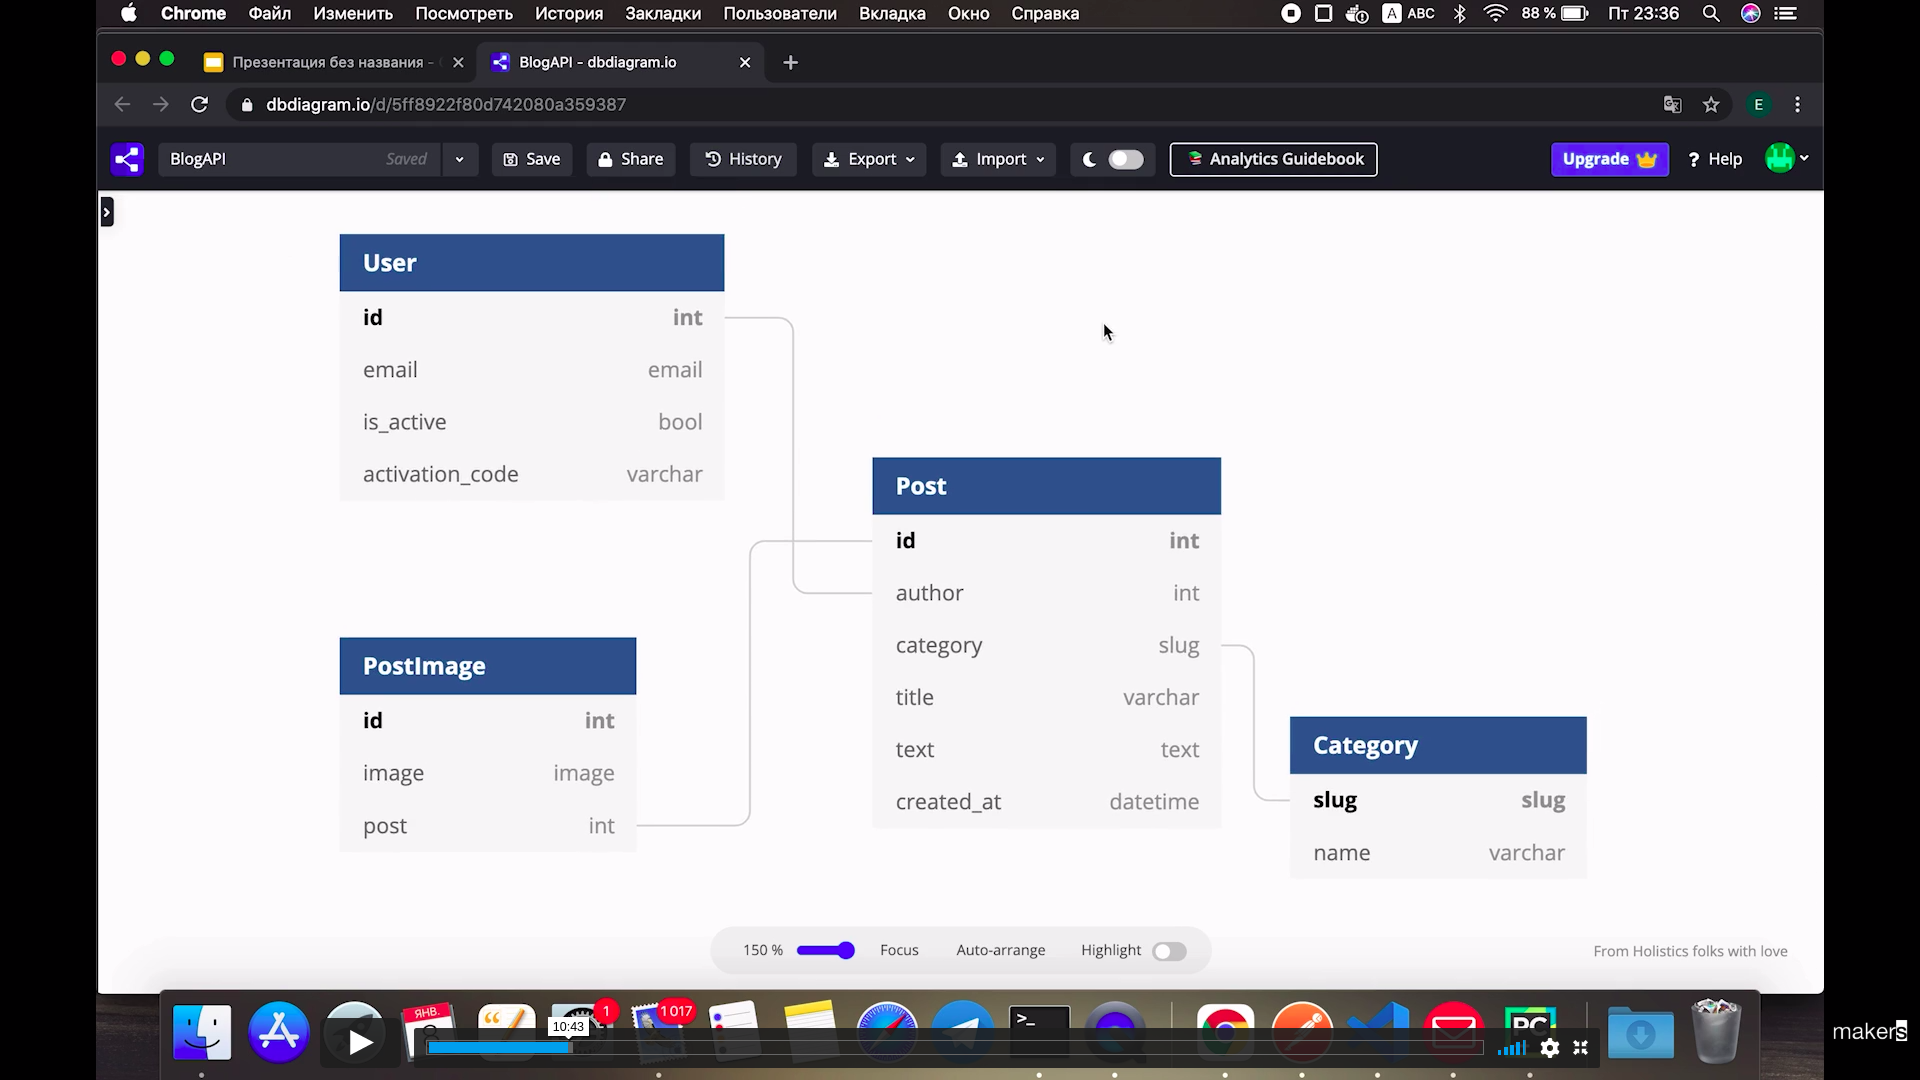 Chrome Файл Изменить Посмотреть История Закладки Пользователи Вкладка Окно Справка A ABC 88 % Пт 23:36
Презентация без названия -
BlogAPI - dbdiagram.io
dbdiagram.io/d/5ff8922f80d742080a359387 E
BlogAPI Saved Save Share History Export Import Analytics Guidebook Upgrade ? Help
User
id int
email email
is_active bool
activation_code varchar
Post
id int
author int
category slug
title varchar
text text
created_at datetime
PostImage
id int
image image
post int
Category
slug slug
name varchar
150 % Focus Auto-arrange Highlight
From Holistics folks with love
ЯНВ.
1
1 017
>_
PC
10:43
makers